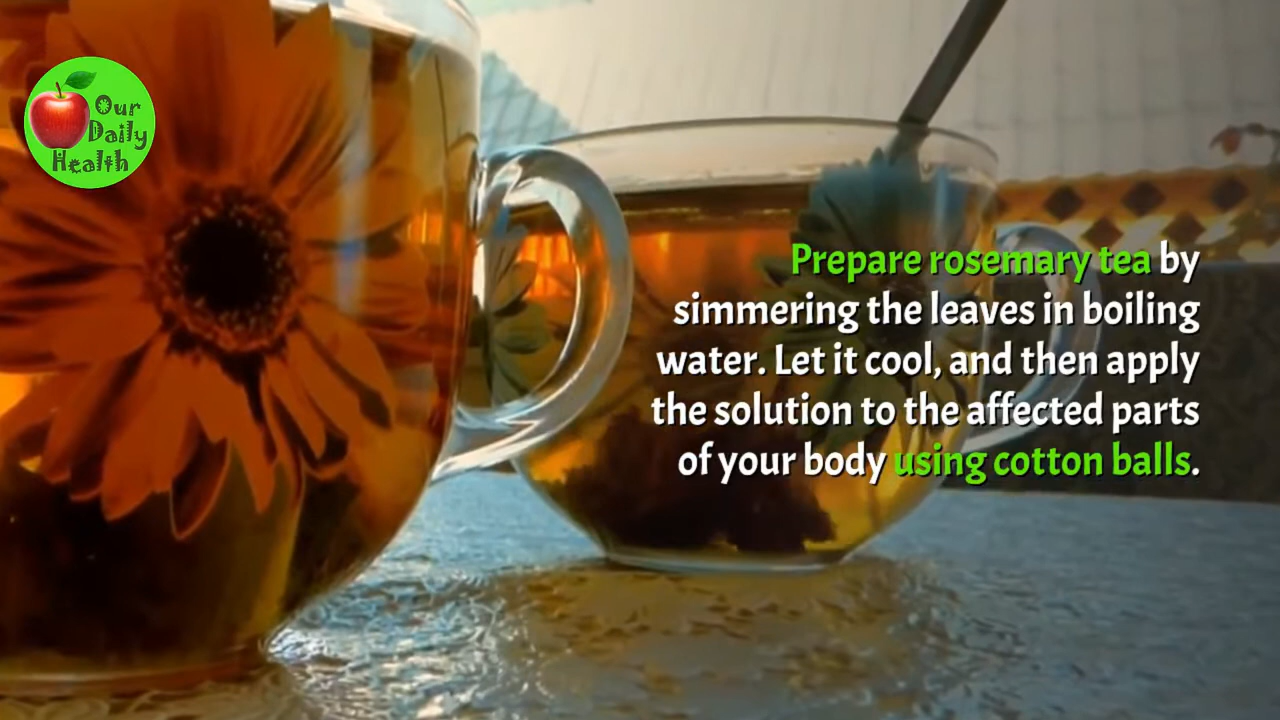 Our
Daily
Health
Prepare rosemary tea by
simmering the leaves in boiling
water. Let it cool, and then apply
the solution to the affected parts
of your body using cotton balls.